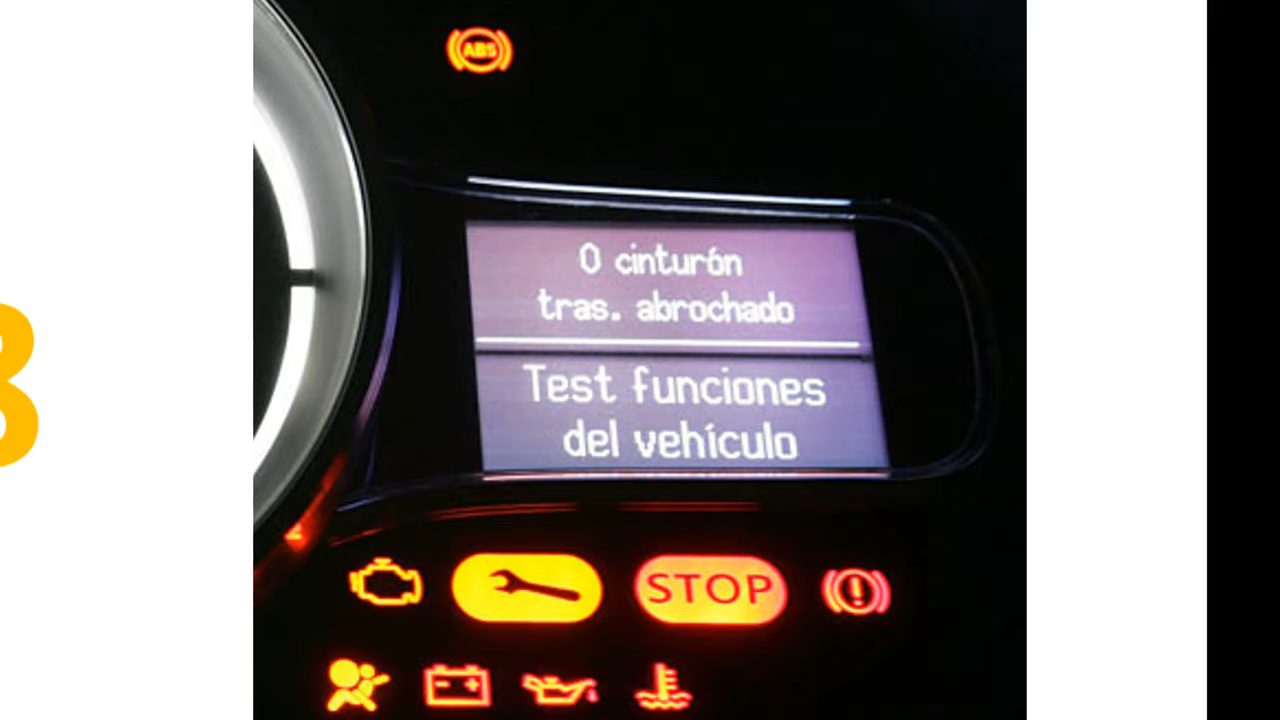 ABS
0 cinturón
tras. abrochado
Test funciones
del vehículo
STOP